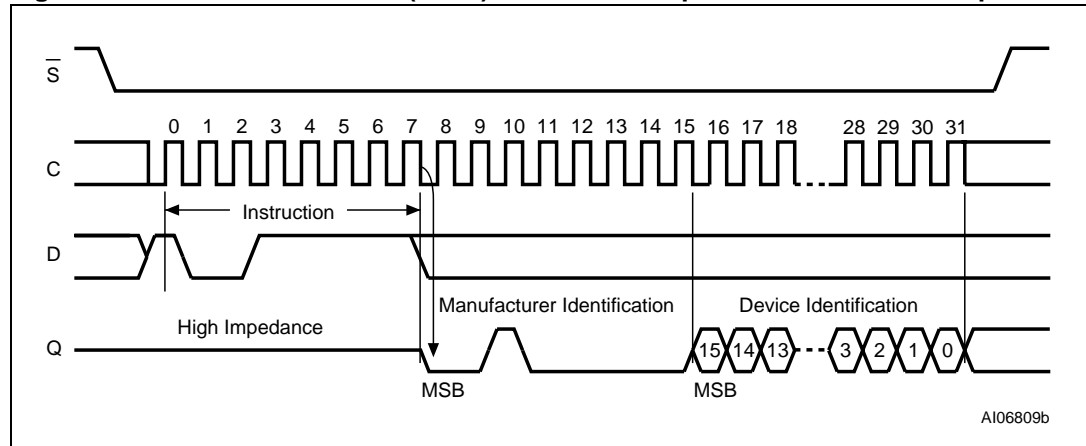 S
0 1 2 3 4 5 6 7 8 9 10 11 12 13 14 15 16 17 18 28 29 30 31
C
Instruction
D
Manufacturer Identification Device Identification
High Impedance
Q 15 14 13 3 2 1 0
MSB MSB
AI06809b